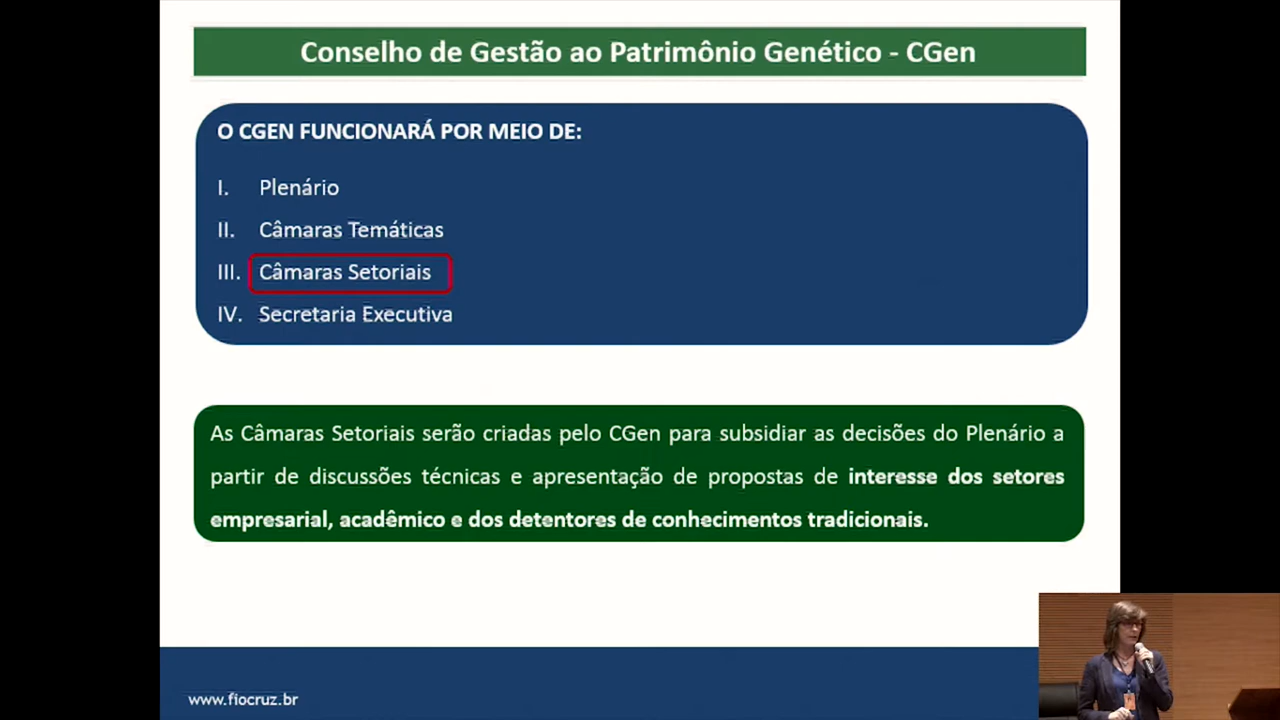 Conselho de Gestão ao Patrimônio Genético - CGen
O CGEN FUNCIONARÁ POR MEIO DE:
I. Plenário
II. Câmaras Temáticas
III. Câmaras Setoriais
IV. Secretaria Executiva
As Câmaras Setoriais serão criadas pelo CGen para subsidiar as decisões do Plenário a
partir de discussões técnicas e apresentação de propostas de interesse dos setores
empresarial, acadêmico e dos detentores de conhecimentos tradicionais.
www.fiocruz.br